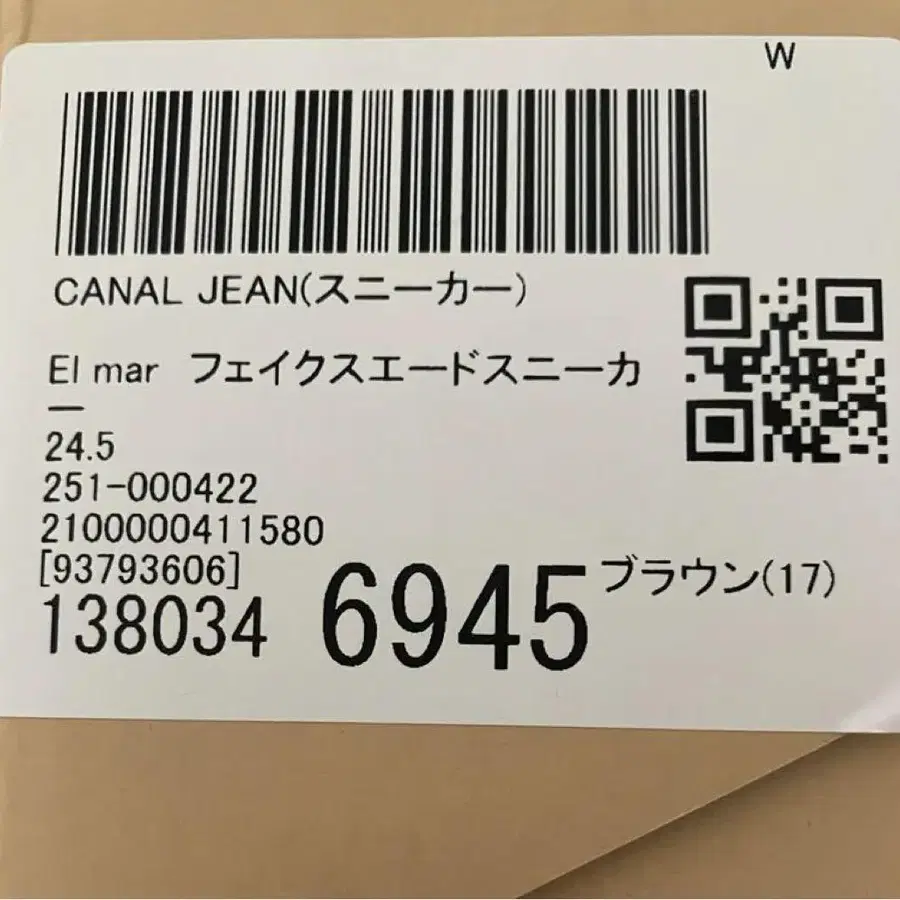 W
CANAL JEAN(スニーカー)
El mar フェイクスエードスニーカ
ー
24.5
251-000422
2100000411580
[93793606]
138034 6945 ブラウン(17)